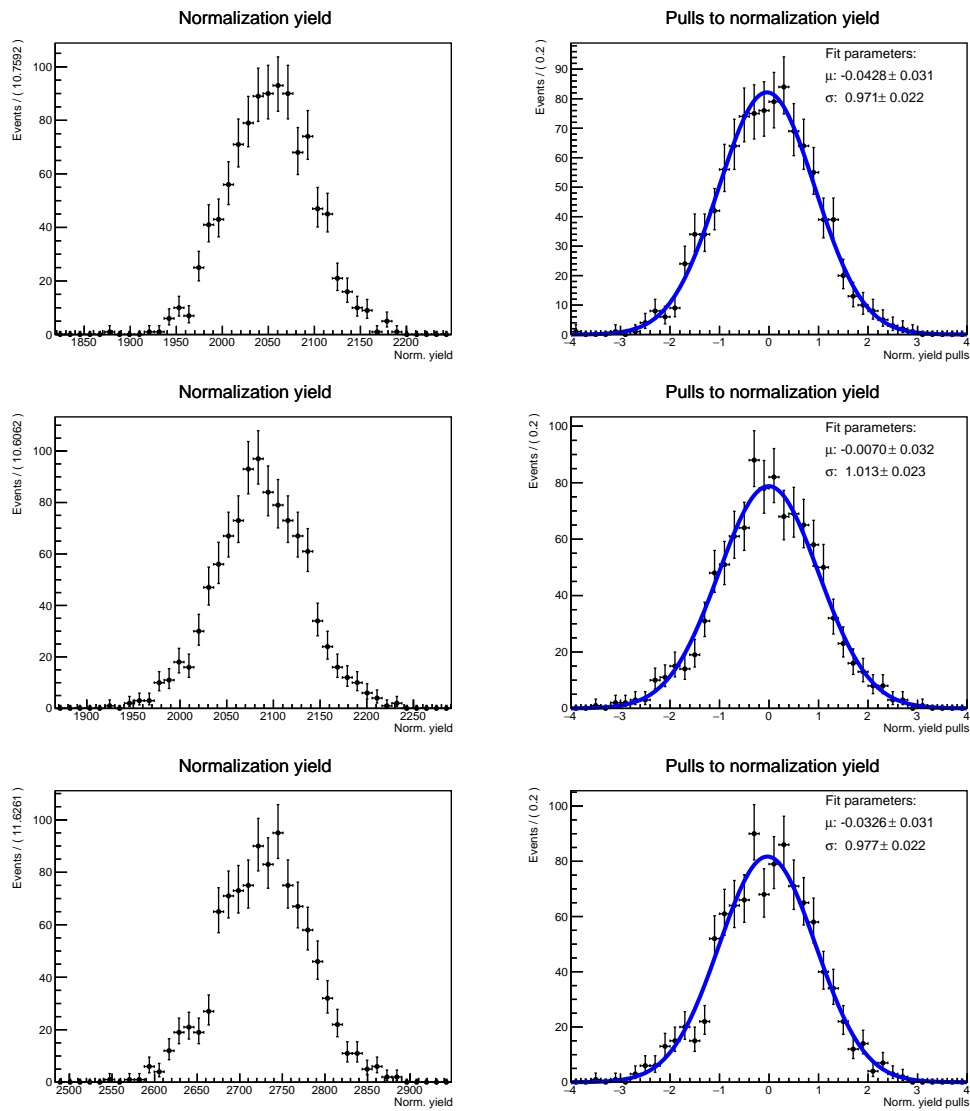 Normalization yield
Events / ( 10.7592 )
0
20
40
60
80
100
1850 1900 1950 2000 2050 2100 2150 2200
Norm. yield
Pulls to normalization yield
Events / ( 0.2 )
0
10
20
30
40
50
60
70
80
90
−4 −3 −2 −1 0 1 2 3 4
Norm. yield pulls
Fit parameters:
μ: -0.0428± 0.031
σ: 0.971± 0.022
Normalization yield
Events / ( 10.6062 )
0
20
40
60
80
100
1900 1950 2000 2050 2100 2150 2200 2250
Norm. yield
Pulls to normalization yield
Events / ( 0.2 )
0
20
40
60
80
100
−4 −3 −2 −1 0 1 2 3 4
Norm. yield pulls
Fit parameters:
μ: -0.0070± 0.032
σ: 1.013± 0.023
Normalization yield
Events / ( 11.6261 )
0
20
40
60
80
100
2500 2550 2600 2650 2700 2750 2800 2850 2900
Norm. yield
Pulls to normalization yield
Events / ( 0.2 )
0
20
40
60
80
100
−4 −3 −2 −1 0 1 2 3 4
Norm. yield pulls
Fit parameters:
μ: -0.0326± 0.031
σ: 0.977± 0.022